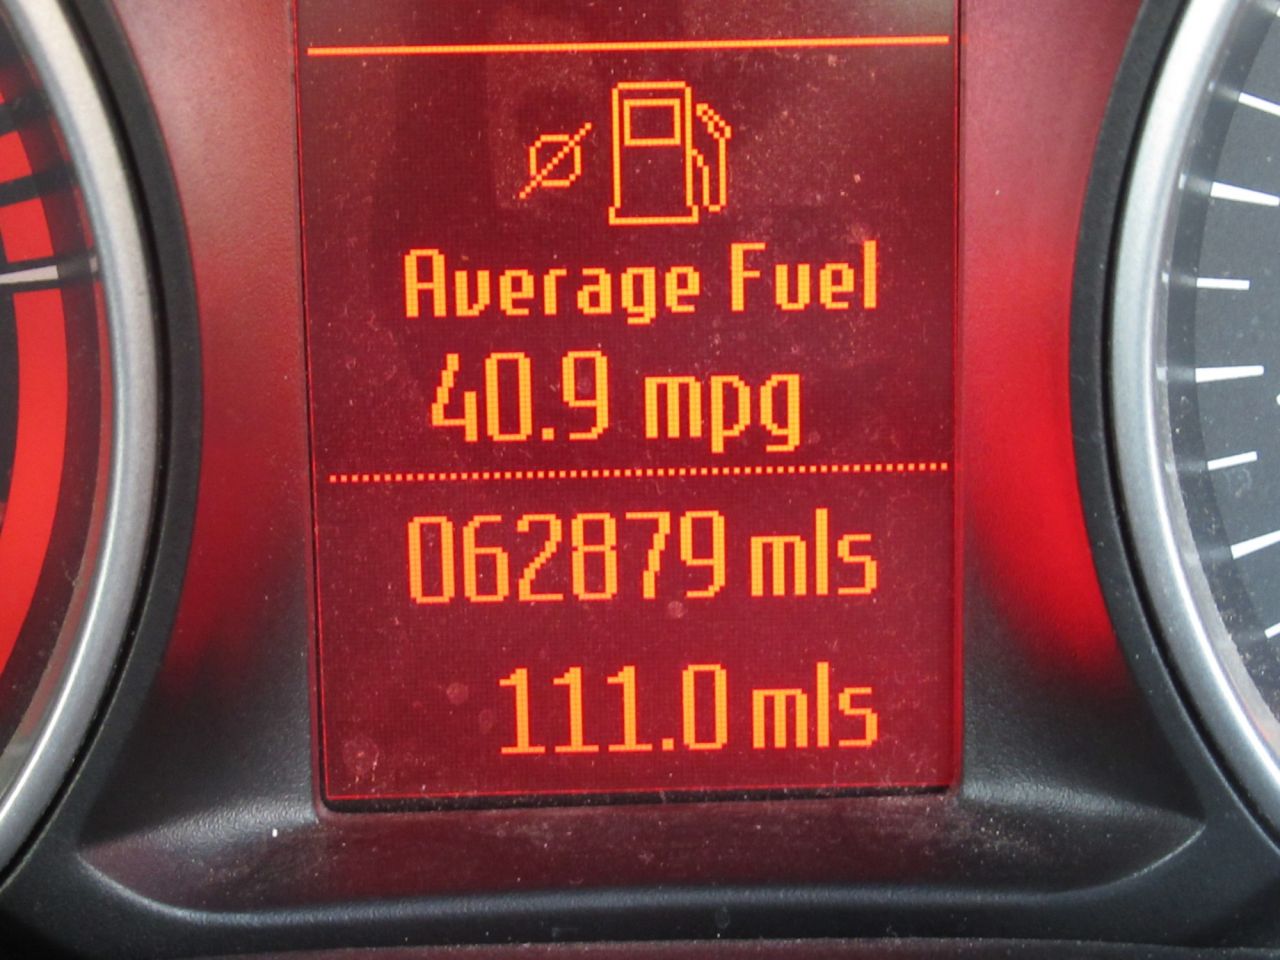 Average Fuel
40.9 mpg
062879 mls
111.0 mls